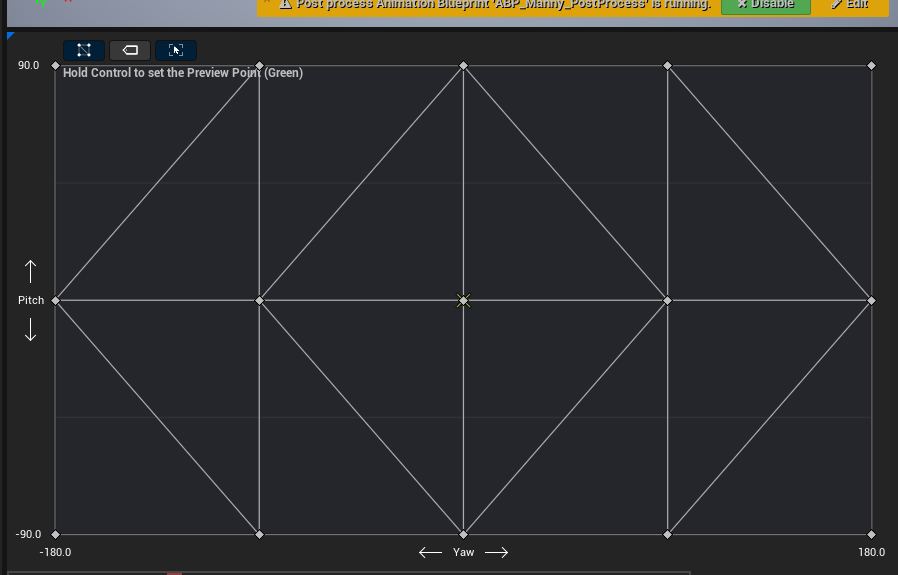 Post process Animation Blueprint 'ABP_Manny_PostProcess' is running.
Disable
Edit
90.0
Hold Control to set the Preview Point (Green)
Pitch
-90.0
-180.0
Yaw
180.0